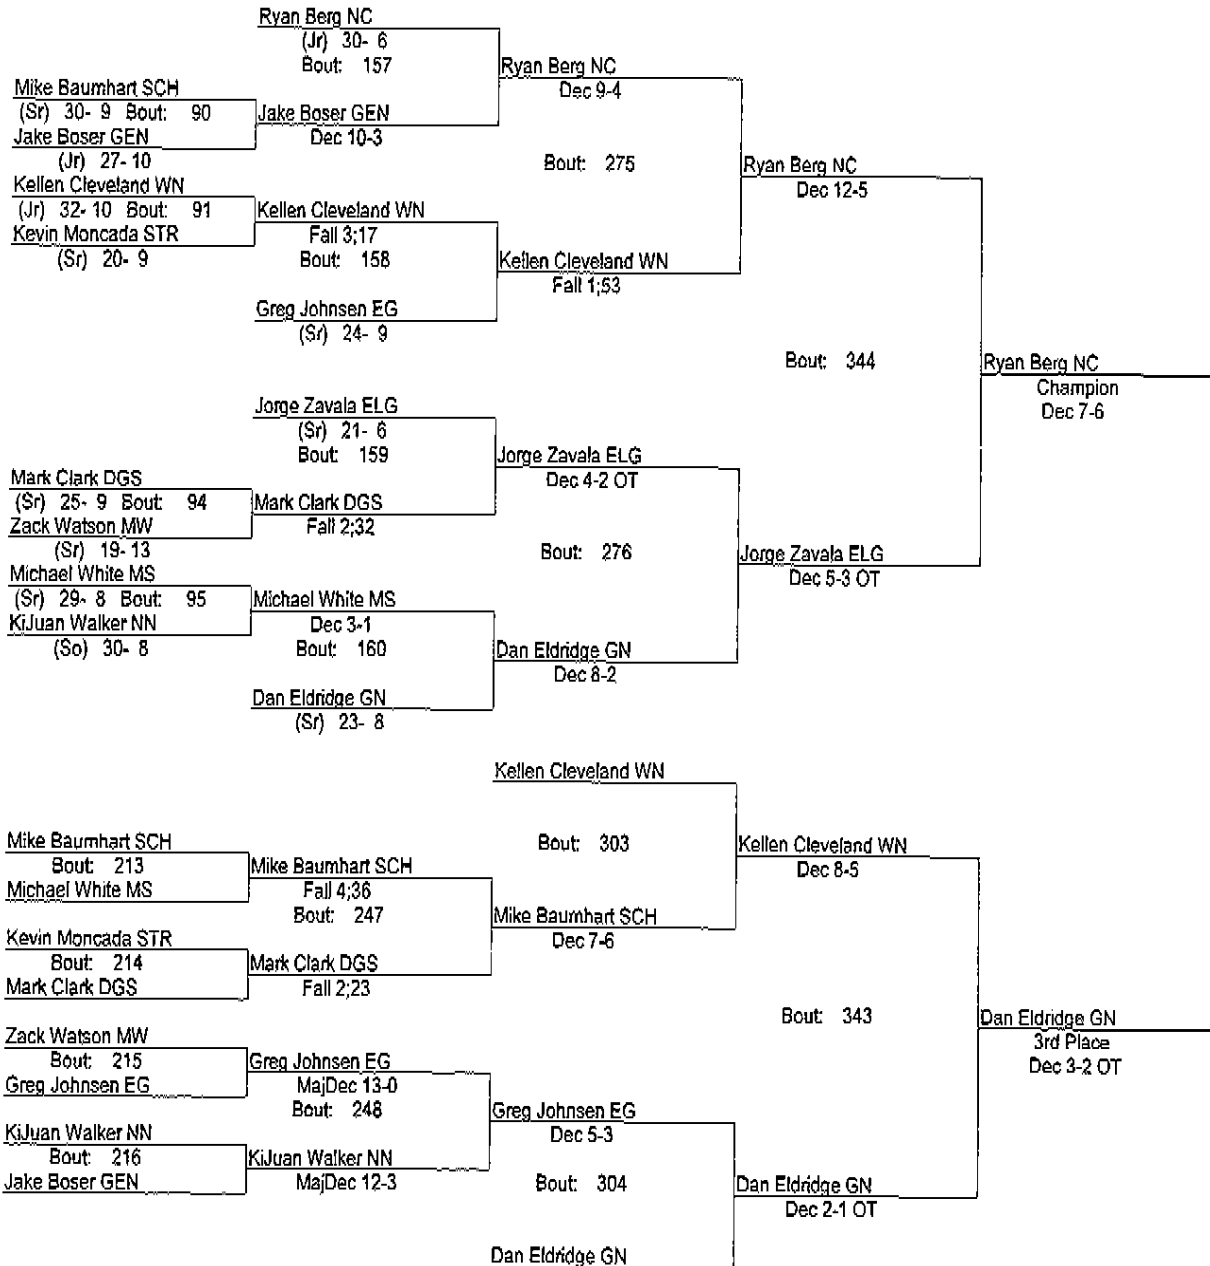 Ryan Berg NC
(Jr) 30- 6
Bout: 157
Ryan Berg NC
Dec 9-4
Mike Baumhart SCH
(Sr) 30- 9 Bout: 90
Jake Boser GEN
Dec 10-3
Jake Boser GEN
(Jr) 27- 10
Bout: 275
Ryan Berg NC
Dec 12-5
Kellen Cleveland WN
(Jr) 32- 10 Bout: 91
Kellen Cleveland WN
Fall 3;17
Kevin Moncada STR
(Sr) 20- 9
Bout: 158
Kellen Cleveland WN
Fall 1;53
Greg Johnsen EG
(Sr) 24- 9
Bout: 344
Ryan Berg NC
Champion
Dec 7-6
Jorge Zavala ELG
(Sr) 21- 6
Bout: 159
Jorge Zavala ELG
Dec 4-2 OT
Mark Clark DGS
(Sr) 25- 9 Bout: 94
Mark Clark DGS
Fall 2;32
Zack Watson MW
(Sr) 19- 13
Bout: 276
Jorge Zavala ELG
Dec 5-3 OT
Michael White MS
(Sr) 29- 8 Bout: 95
Michael White MS
Dec 3-1
KiJuan Walker NN
(So) 30- 8
Bout: 160
Dan Eldridge GN
Dec 8-2
Dan Eldridge GN
(Sr) 23- 8
Kellen Cleveland WN
Bout: 303
Kellen Cleveland WN
Dec 8-5
Mike Baumhart SCH
Bout: 213
Mike Baumhart SCH
Fall 4;36
Michael White MS
Bout: 247
Mike Baumhart SCH
Dec 7-6
Kevin Moncada STR
Bout: 214
Mark Clark DGS
Fall 2;23
Mark Clark DGS
Bout: 343
Dan Eldridge GN
3rd Place
Dec 3-2 OT
Zack Watson MW
Bout: 215
Greg Johnsen EG
MajDec 13-0
Greg Johnsen EG
Bout: 248
Greg Johnsen EG
Dec 5-3
KiJuan Walker NN
Bout: 216
KiJuan Walker NN
MajDec 12-3
Jake Boser GEN
Bout: 304
Dan Eldridge GN
Dec 2-1 OT
Dan Eldridge GN